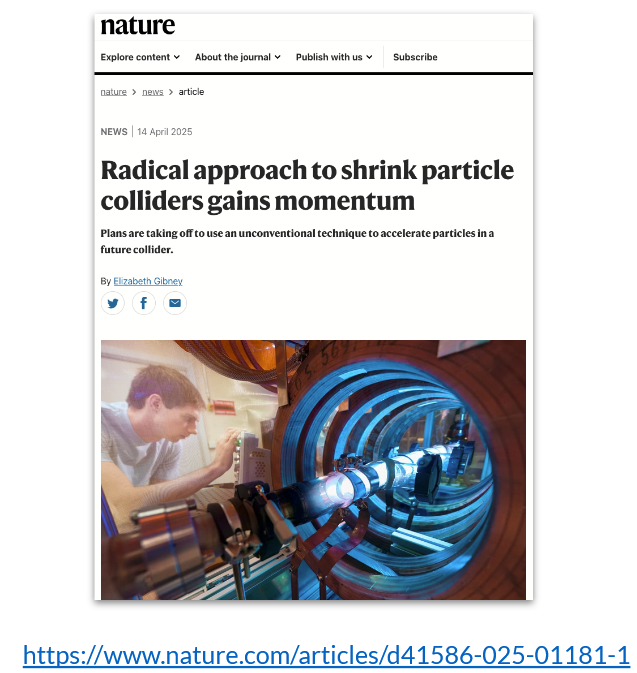 nature
Explore content About the journal Publish with us Subscribe
nature > news > article
NEWS | 14 April 2025
Radical approach to shrink particle
colliders gains momentum
Plans are taking off to use an unconventional technique to accelerate particles in a
future collider.
By Elizabeth Gibney
https://www.nature.com/articles/d41586-025-01181-1